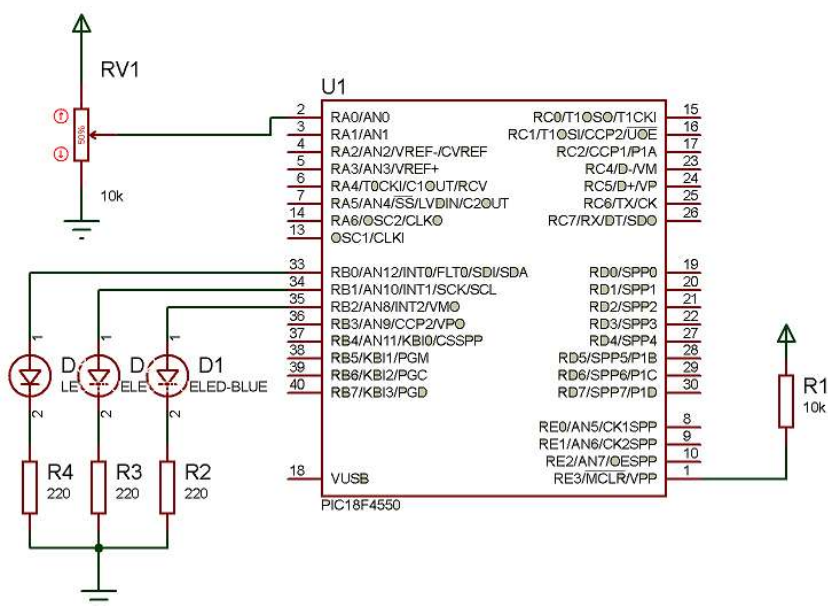 RV1
50%
10k
U1
2 RA0/AN0
3 RA1/AN1
4 RA2/AN2/VREF-/CVREF
5 RA3/AN3/VREF+
6 RA4/T0CKI/C1OUT/RCV
7 RA5/AN4/SS/LVDIN/C2OUT
14 RA6/OSC2/CLKO
13 OSC1/CLKI
33 RB0/AN12/INT0/FLT0/SDI/SDA
34 RB1/AN10/INT1/SCK/SCL
35 RB2/AN8/INT2/VMO
36 RB3/AN9/CCP2/VPO
37 RB4/AN11/KBI0/CSSPP
38 RB5/KBI1/PGM
39 RB6/KBI2/PGC
40 RB7/KBI3/PGD
18 VUSB
RC0/T1OSO/T1CKI 15
RC1/T1OSI/CCP2/UOE 16
RC2/CCP1/P1A 17
RC4/D-/VM 23
RC5/D+/VP 24
RC6/TX/CK 25
RC7/RX/DT/SDO 26
RD0/SPP0 19
RD1/SPP1 20
RD2/SPP2 21
RD3/SPP3 22
RD4/SPP4 27
RD5/SPP5/P1B 28
RD6/SPP6/P1C 29
RD7/SPP7/P1D 30
RE0/AN5/CK1SPP 8
RE1/AN6/CK2SPP 9
RE2/AN7/OESPP 10
RE3/MCLR/VPP 1
PIC18F4550
1 1 1
D D D1
LE ELE ELED-BLUE
2 2 2
R4 R3 R2
220 220 220
R1
10k